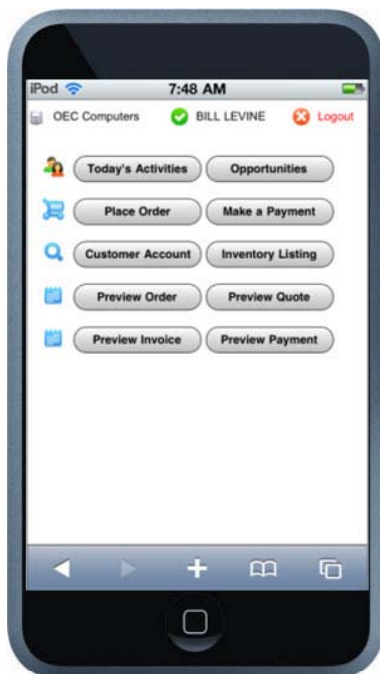 iPod 7:48 AM
OEC Computers BILL LEVINE Logout
Today's Activities Opportunities
Place Order Make a Payment
Customer Account Inventory Listing
Preview Order Preview Quote
Preview Invoice Preview Payment